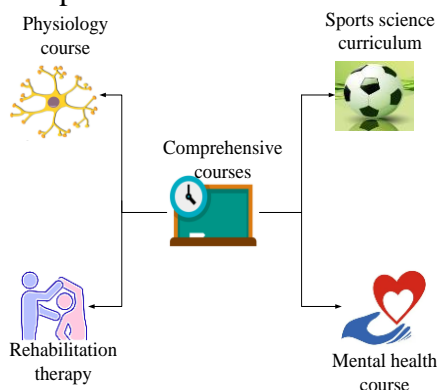 Physiology
course
Sports science
curriculum
Comprehensive
courses
Rehabilitation
therapy
Mental health
course